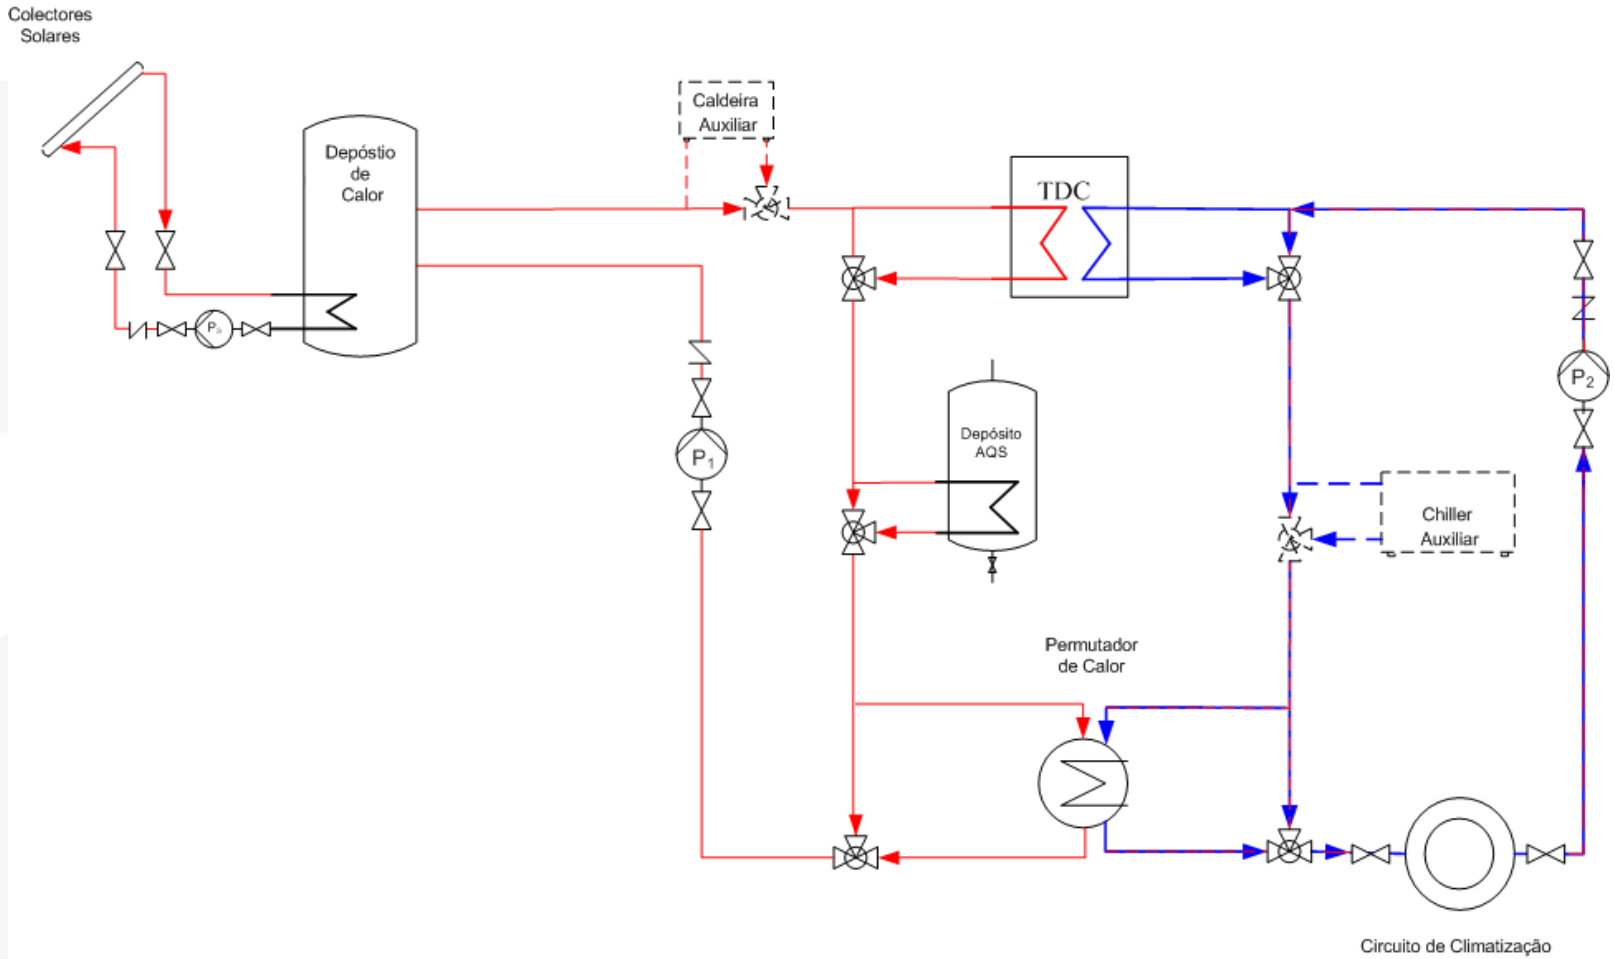 Colectores
Solares
Caldeira
Auxiliar
Depóstio
de
Calor
TDC
P₂
Depósito
AQS
P₁
Chiller
Auxiliar
Permutador
de Calor
Circuito de Climatização